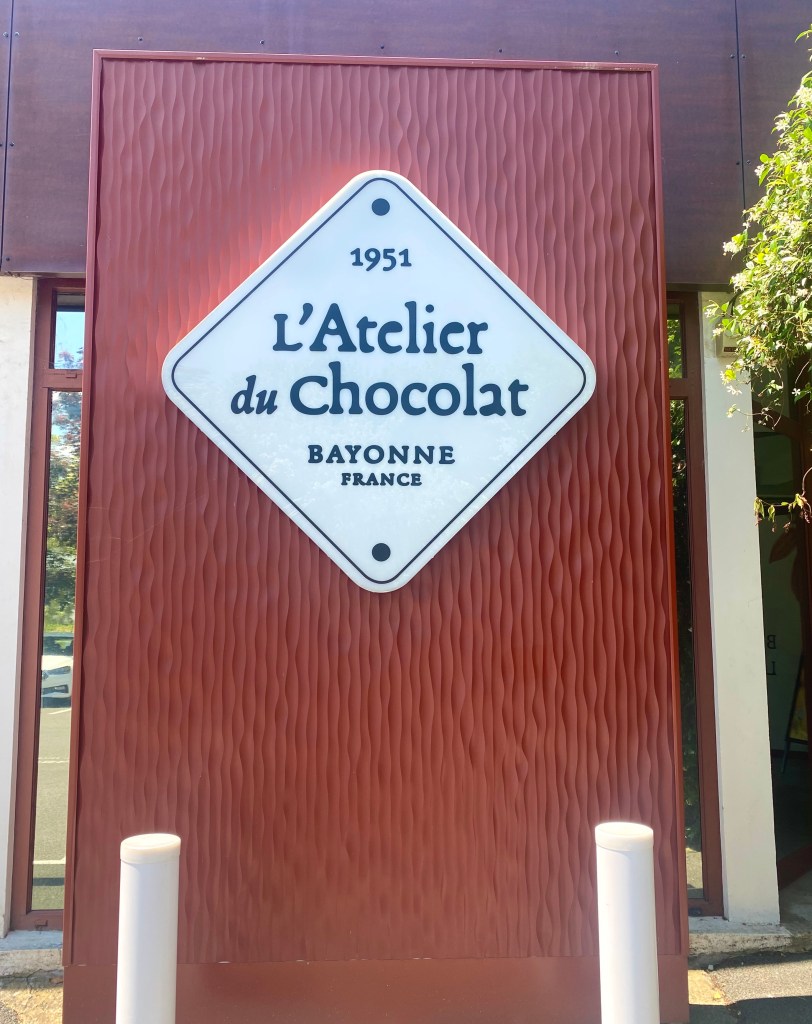 1951
L'Atelier
du Chocolat
BAYONNE
FRANCE